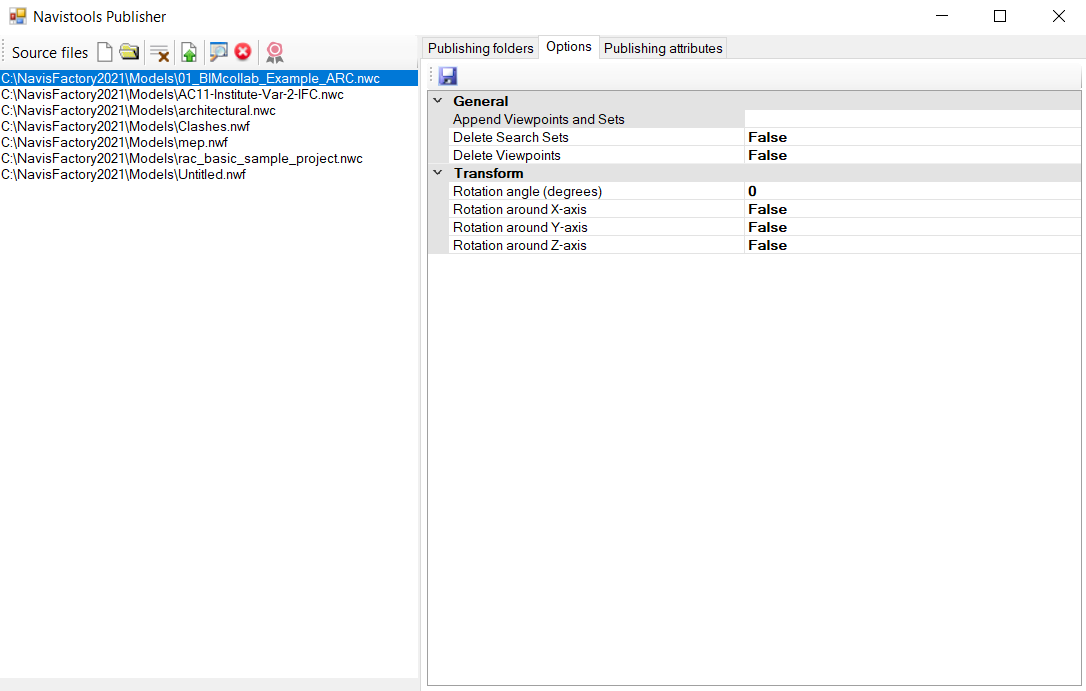 Navistools Publisher
Source files
C:\NavisFactory2021\Models\01_BIMcollab_Example_ARC.nwc
C:\NavisFactory2021\Models\AC11-Institute-Var-2-IFC.nwc
C:\NavisFactory2021\Models\architectural.nwc
C:\NavisFactory2021\Models\Clashes.nwf
C:\NavisFactory2021\Models\mep.nwf
C:\NavisFactory2021\Models\rac_basic_sample_project.nwc
C:\NavisFactory2021\Models\Untitled.nwf
Publishing folders Options Publishing attributes
General
Append Viewpoints and Sets
Delete Search Sets False
Delete Viewpoints False
Transform
Rotation angle (degrees) 0
Rotation around X-axis False
Rotation around Y-axis False
Rotation around Z-axis False